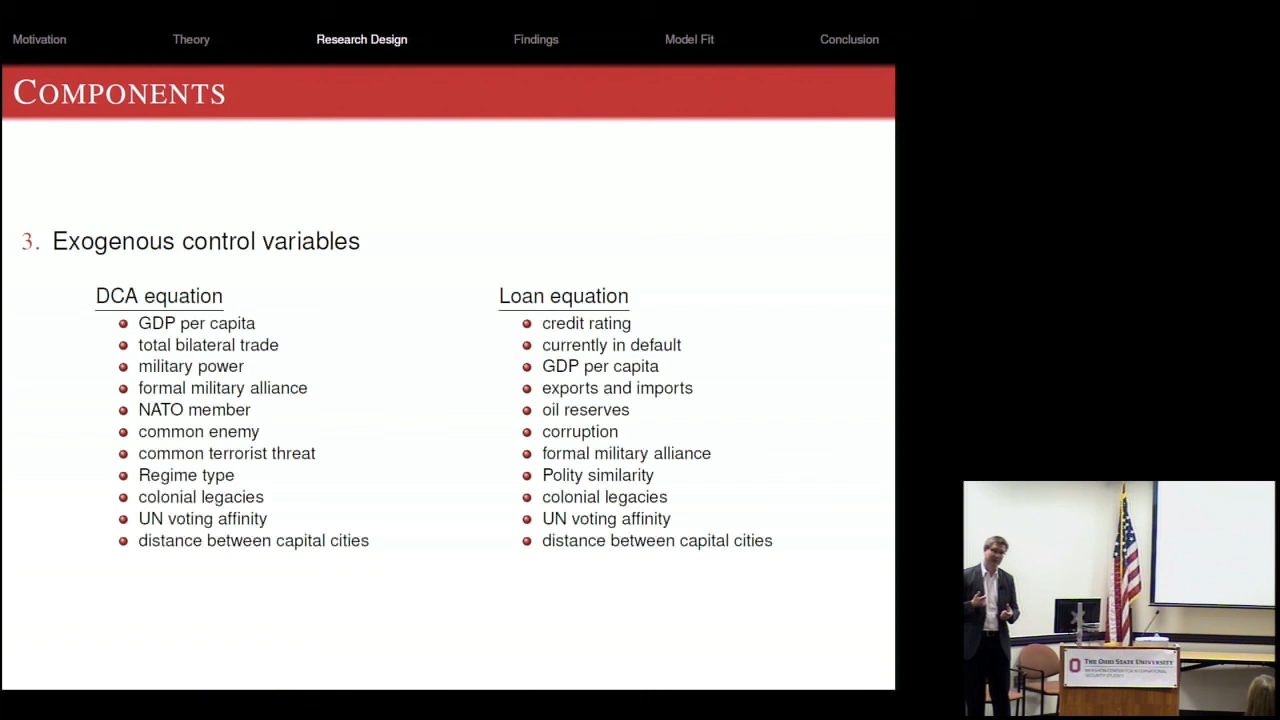 Motivation
Theory
Research Design
Findings
Model Fit
Conclusion
COMPONENTS
3. Exogenous control variables
DCA equation
GDP per capita
total bilateral trade
military power
formal military alliance
NATO member
common enemy
common terrorist threat
Regime type
colonial legacies
UN voting affinity
distance between capital cities
Loan equation
credit rating
currently in default
GDP per capita
exports and imports
oil reserves
corruption
formal military alliance
Polity similarity
colonial legacies
UN voting affinity
distance between capital cities
THE OHIO STATE UNIVERSITY
SECURITY STUDIES